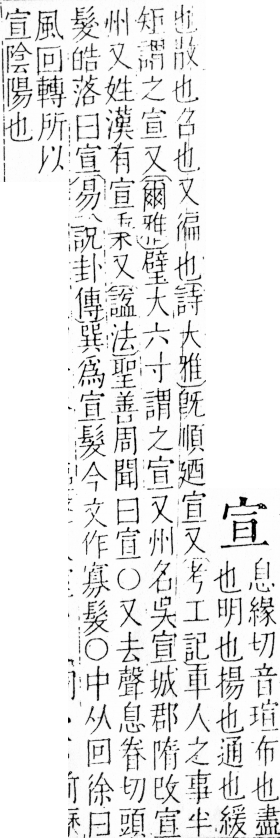 宣
息緣切音瑄布也盡
也明也揚也通也緩
也散也召也又徧也詩大雅旣順廼宣又考工記車人之事半
矩謂之宣又爾雅璧大六寸謂之宣又州名吳宣城郡隋攺宣
州又姓漢有宣秉又諡法聖善周聞曰宣○又去聲息眷切頭
髮皓落曰宣易說卦傳巽爲宣髮今文作寡髮○中从回徐曰
風回轉所以
宣陰陽也